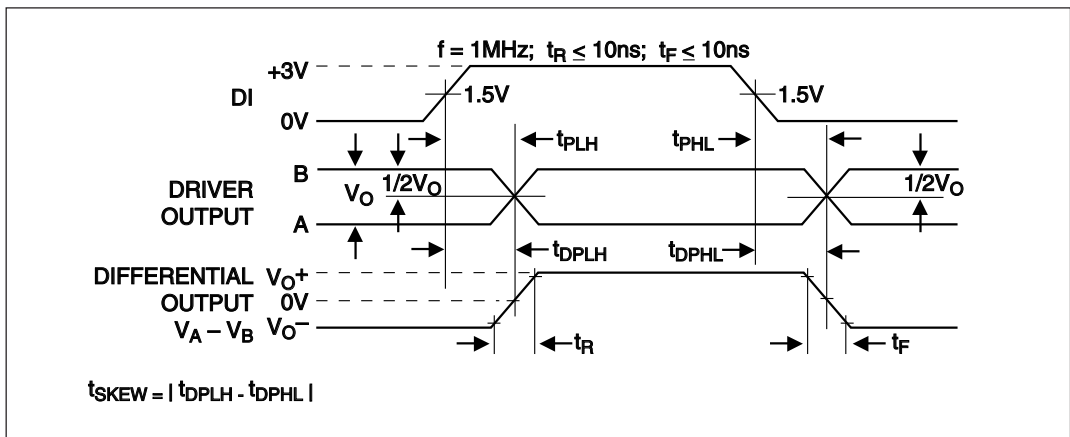 f = 1MHz; tR ≤ 10ns; tF ≤ 10ns
+3V
DI
1.5V
1.5V
0V
tPLH
tPHL
B
DRIVER
OUTPUT
VO
1/2VO
1/2VO
A
tDPLH
tDPHL
DIFFERENTIAL
OUTPUT
VA – VB
VO+
0V
VO–
tR
tF
tSKEW = | tDPLH - tDPHL |